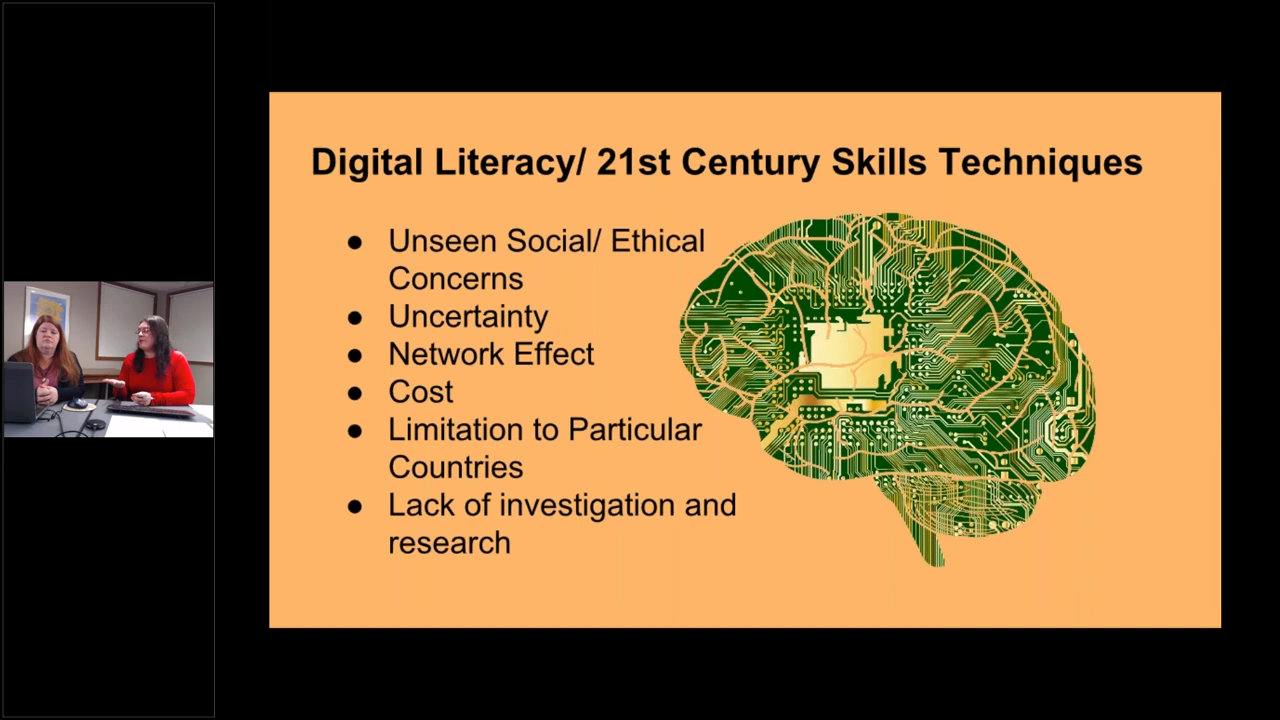 Digital Literacy/ 21st Century Skills Techniques
● Unseen Social/ Ethical
Concerns
● Uncertainty
● Network Effect
● Cost
● Limitation to Particular
Countries
● Lack of investigation and
research